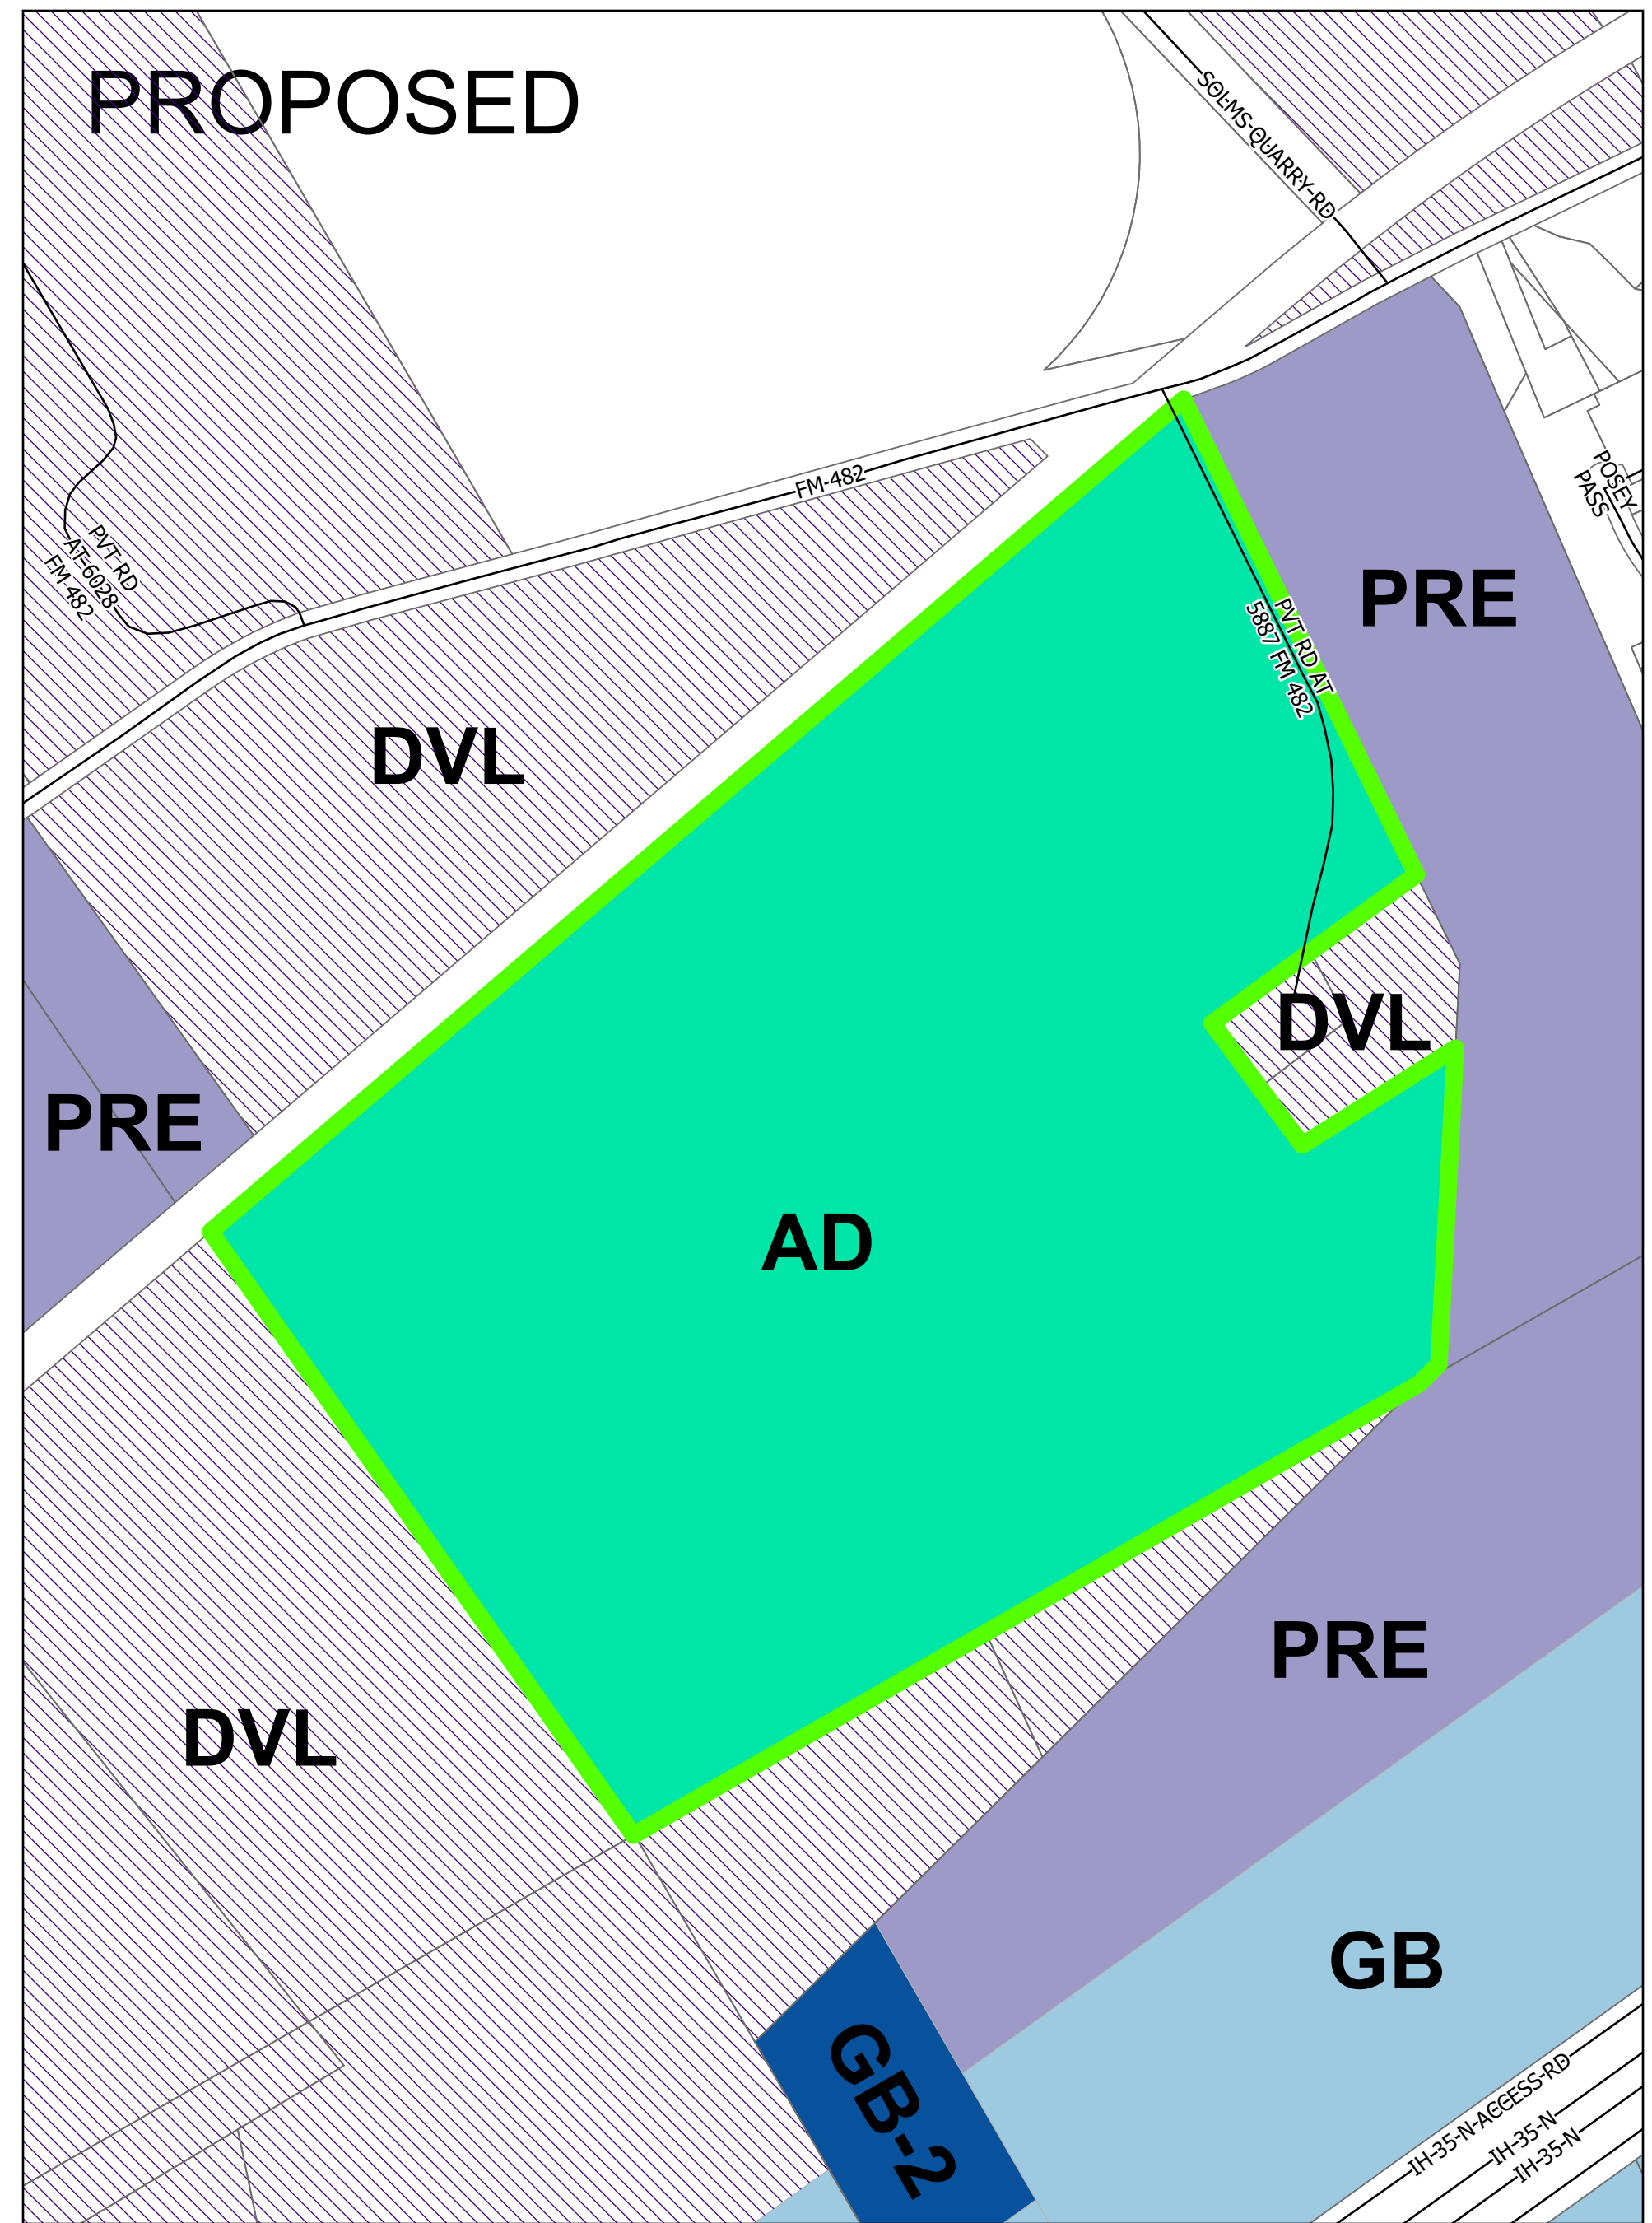 PROPOSED
SOLMS-QUARRY-RD
FM-482
POSEY
PASS
PVT RD
AT-6028
FM-482
PRE
PVT RD AT
5887 FM 482
DVL
DVL
PRE
AD
PRE
DVL
GB
GB-2
IH-35-N-ACCESS-RD
IH-35-N
IH-35-N